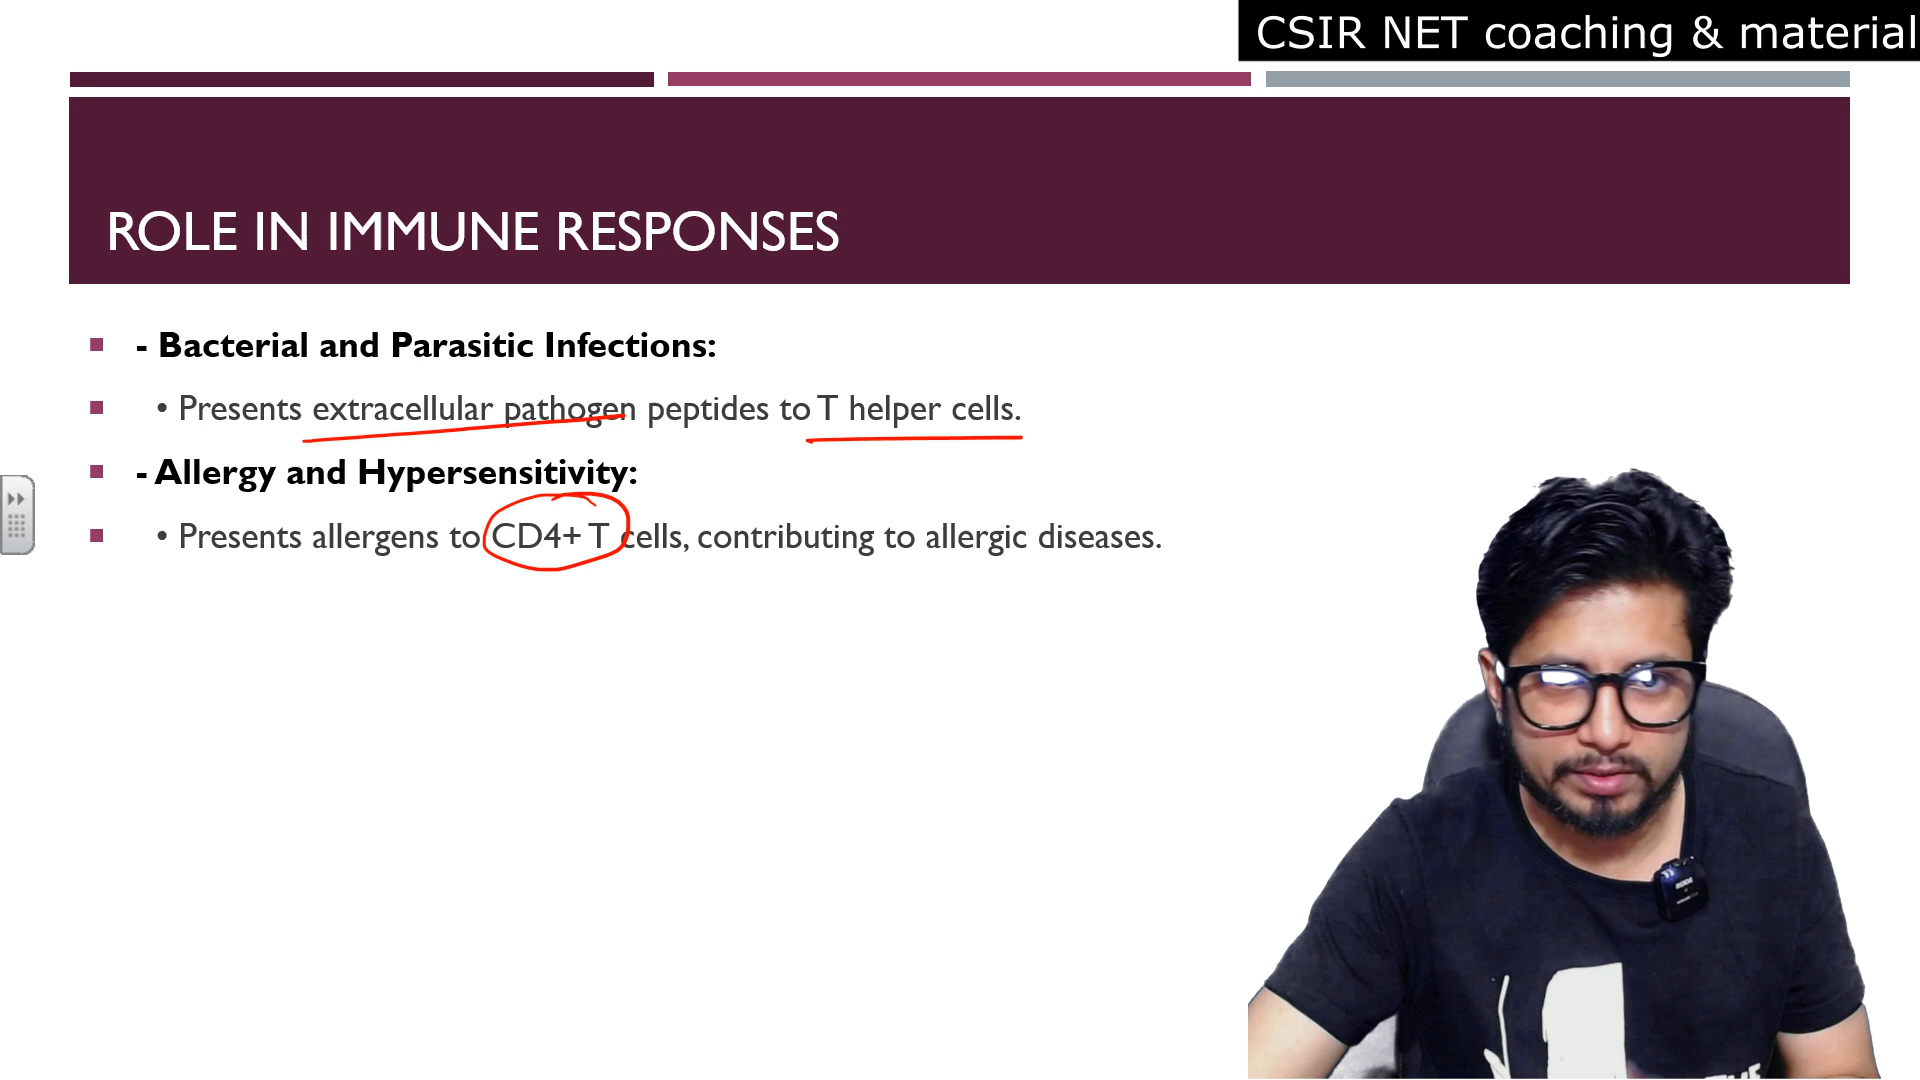 CSIR NET coaching & material
ROLE IN IMMUNE RESPONSES
- Bacterial and Parasitic Infections:
• Presents extracellular pathogen peptides to T helper cells.
- Allergy and Hypersensitivity:
• Presents allergens to CD4+ T cells, contributing to allergic diseases.
RODE